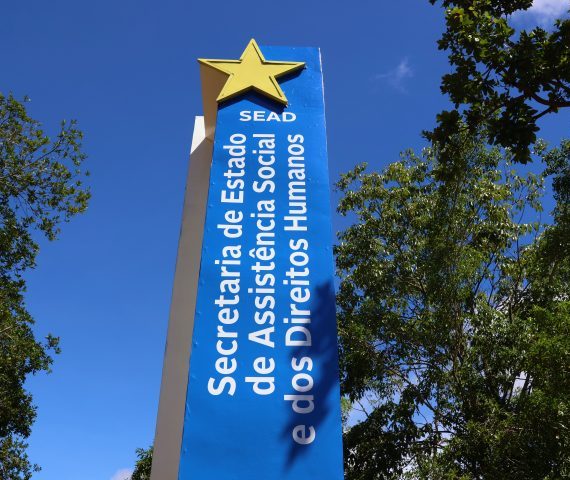 SEAD
Secretaria de Estado
de Assistência Social
e dos Direitos Humanos